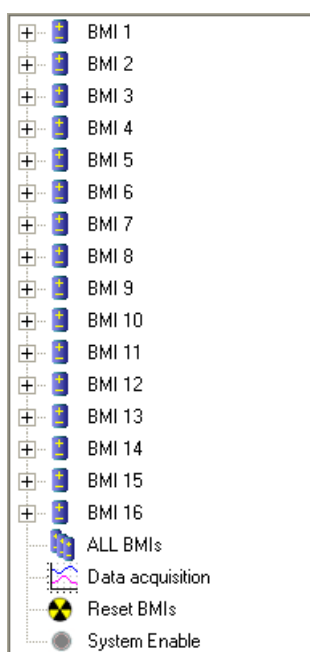 BMI 1
BMI 2
BMI 3
BMI 4
BMI 5
BMI 6
BMI 7
BMI 8
BMI 9
BMI 10
BMI 11
BMI 12
BMI 13
BMI 14
BMI 15
BMI 16
ALL BMIs
Data acquisition
Reset BMIs
System Enable